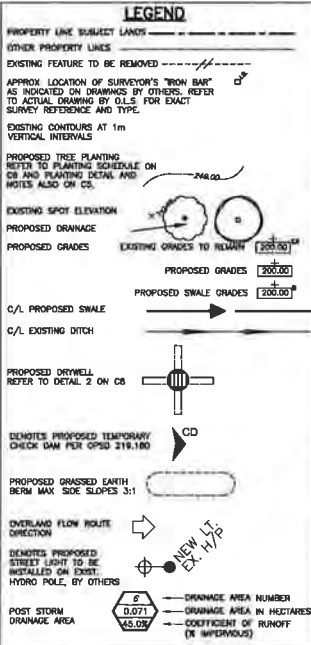 LEGEND
PROPERTY LINE SUBJECT LANDS
OTHER PROPERTY LINES
EXISTING FEATURE TO BE REMOVED
APPROX LOCATION OF SURVEYOR'S "IRON BAR"
AS INDICATED ON DRAWINGS BY OTHERS. REFER
TO ACTUAL DRAWING BY O.L.S. FOR EXACT
SURVEY REFERENCE AND TYPE.
EXISTING CONTOURS AT 1m
VERTICAL INTERVALS
PROPOSED TREE PLANTING
REFER TO PLANTING SCHEDULE ON
C6 AND PLANTING DETAIL AND
NOTES ALSO ON C6.
248.00
EXISTING SPOT ELEVATION
PROPOSED DRAINAGE
PROPOSED GRADES
EXISTING GRADES TO REMAIN 200.00
PROPOSED GRADES 200.00
PROPOSED SWALE GRADES 200.00
C/L PROPOSED SWALE
C/L EXISTING DITCH
PROPOSED DRYWELL
REFER TO DETAIL 2 ON C6
DENOTES PROPOSED TEMPORARY
CHECK DAM PER OPSD 219.180
CD
PROPOSED GRASSED EARTH
BERM MAX SIDE SLOPES 3:1
OVERLAND FLOW ROUTE
DIRECTION
DENOTES PROPOSED
STREET LIGHT TO BE
INSTALLED ON EXIST.
HYDRO POLE, BY OTHERS
NEW LT.
EX. H/P
POST STORM
DRAINAGE AREA
6
0.071
45.0%
DRAINAGE AREA NUMBER
DRAINAGE AREA IN HECTARES
COEFFICIENT OF RUNOFF
(% IMPERVIOUS)